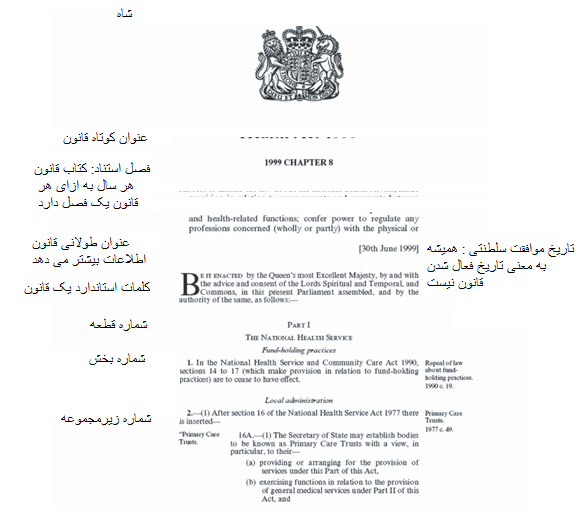 شاه
عنوان کوتاه قانون
1999 CHAPTER 8
فصل استناد: کتاب قانون
هر سال به ازای هر
قانون یک فصل دارد
and health-related functions; confer power to regulate any
professions concerned (wholly or partly) with the physical or
[30th June 1999]
عنوان طولانی قانون
اطلاعات بیشتر می دهد
تاریخ موافقت سلطنتی : همیشه
به معنی تاریخ فعال شدن
قانون نیست
کلمات استاندارد یک قانون
BE IT ENACTED by the Queen's most Excellent Majesty, by and with
the advice and consent of the Lords Spiritual and Temporal, and
Commons, in this present Parliament assembled, and by the
authority of the same, as follows:—
شماره قطعه
PART I
THE NATIONAL HEALTH SERVICE
Fund-holding practices
شماره بخش
1. In the National Health Service and Community Care Act 1990,
sections 14 to 17 (which make provision in relation to fund-holding
practices) are to cease to have effect.
Repeal of law
about fund-
holding practices.
1990 c. 19.
Local administration
شماره زیرمجموعه
2.—(1) After section 16 of the National Health Service Act 1977 there
is inserted—
Primary Care
Trusts.
1977 c. 49.
"Primary Care
Trusts.
16A.—(1) The Secretary of State may establish bodies
to be known as Primary Care Trusts with a view, in
particular, to their—
(a) providing or arranging for the provision of
services under this Part of this Act,
(b) exercising functions in relation to the provision
of general medical services under Part II of this
Act, and